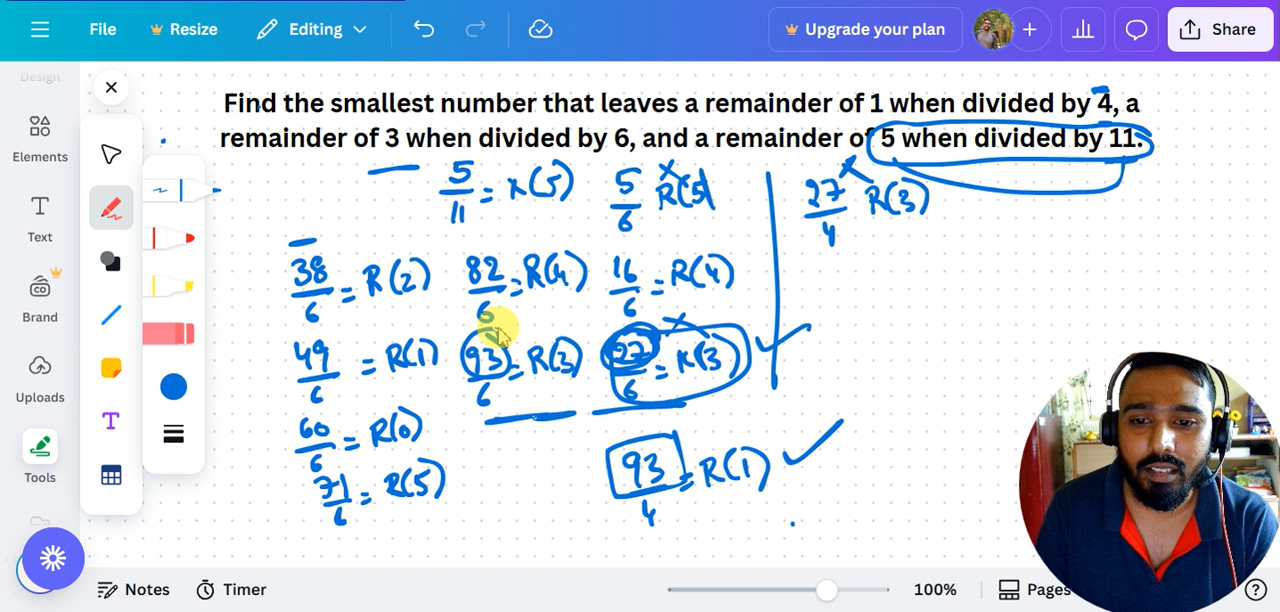 File
Resize
Editing
Upgrade your plan
Share
Design
Elements
Text
Brand
Uploads
Tools
Find the smallest number that leaves a remainder of 1 when divided by 4, a
remainder of 3 when divided by 6, and a remainder of 5 when divided by 11.
5/11 = R(5) 5/6 R(5) 27/4 R(3)
38/6 = R(2) 82/6 = R(4) 16/6 = R(4)
49/6 = R(1) 93/6 = R(3) 27/6 = R(3)
60/6 = R(0)
71/6 = R(5) 93/4 = R(1)
Notes
Timer
100%
Pages